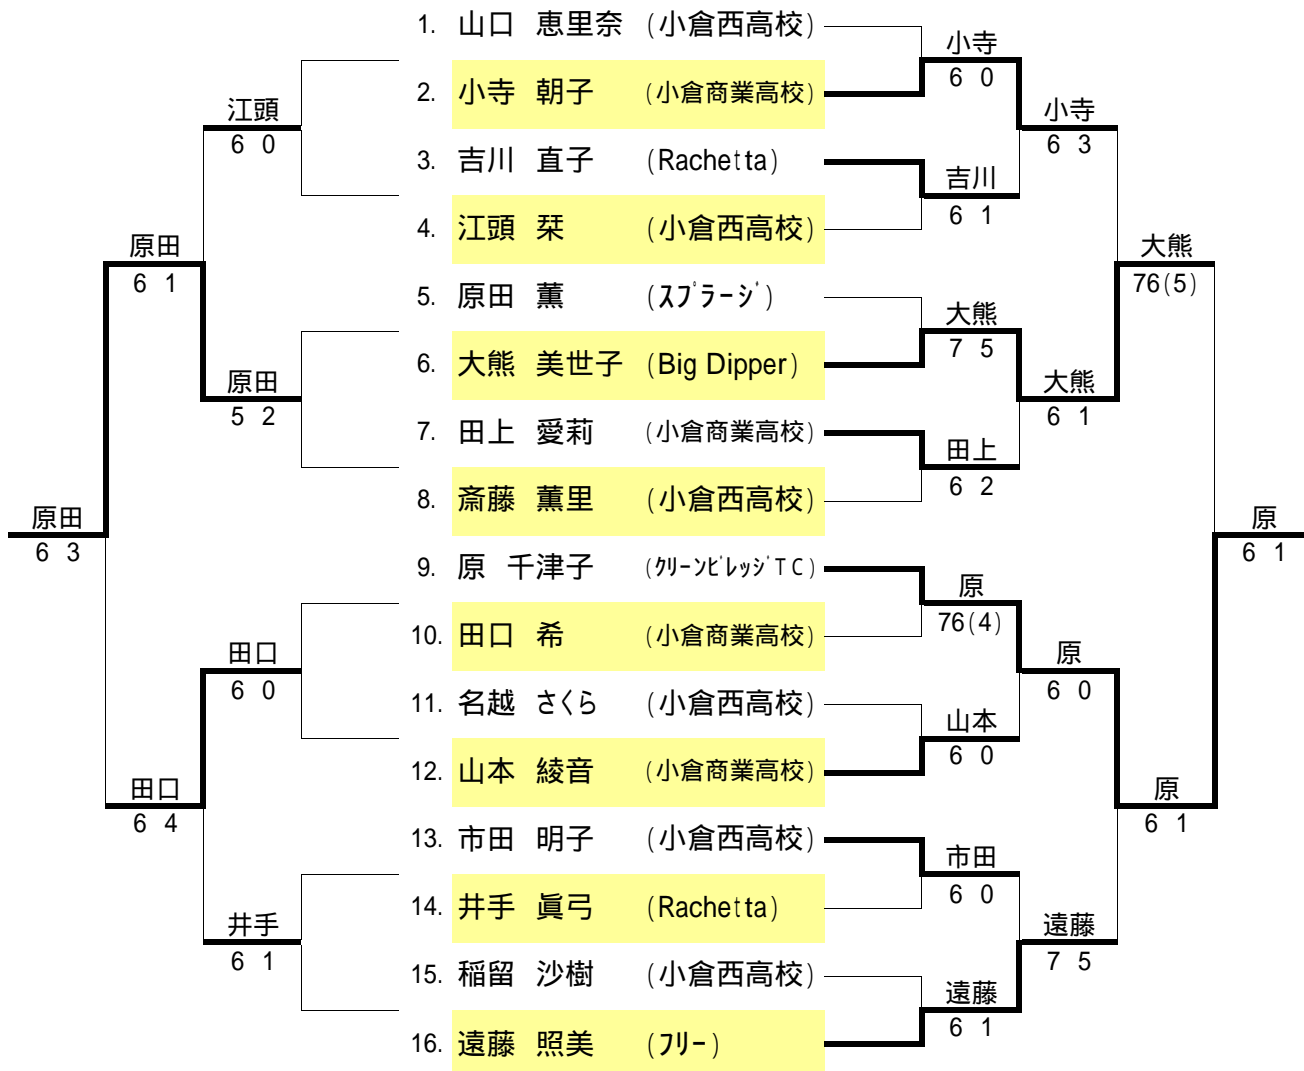 1. 山口 恵里奈 (小倉西高校)
小寺
6 0
2. 小寺 朝子 (小倉商業高校)
江頭
6 0
小寺
6 3
3. 吉川 直子 (Rachetta)
吉川
6 1
4. 江頭 栞 (小倉西高校)
原田
6 1
大熊
76(5)
5. 原田 薫 (スプラージ)
大熊
7 5
6. 大熊 美世子 (Big Dipper)
原田
5 2
大熊
6 1
7. 田上 愛莉 (小倉商業高校)
田上
6 2
8. 斎藤 薫里 (小倉西高校)
原田
6 3
原
6 1
9. 原 千津子 (グリーンビレッジTC)
原
76(4)
10. 田口 希 (小倉商業高校)
田口
6 0
原
6 0
11. 名越 さくら (小倉西高校)
山本
6 0
12. 山本 綾音 (小倉商業高校)
田口
6 4
原
6 1
13. 市田 明子 (小倉西高校)
市田
6 0
14. 井手 眞弓 (Rachetta)
井手
6 1
遠藤
7 5
15. 稲留 沙樹 (小倉西高校)
遠藤
6 1
16. 遠藤 照美 (フリー)